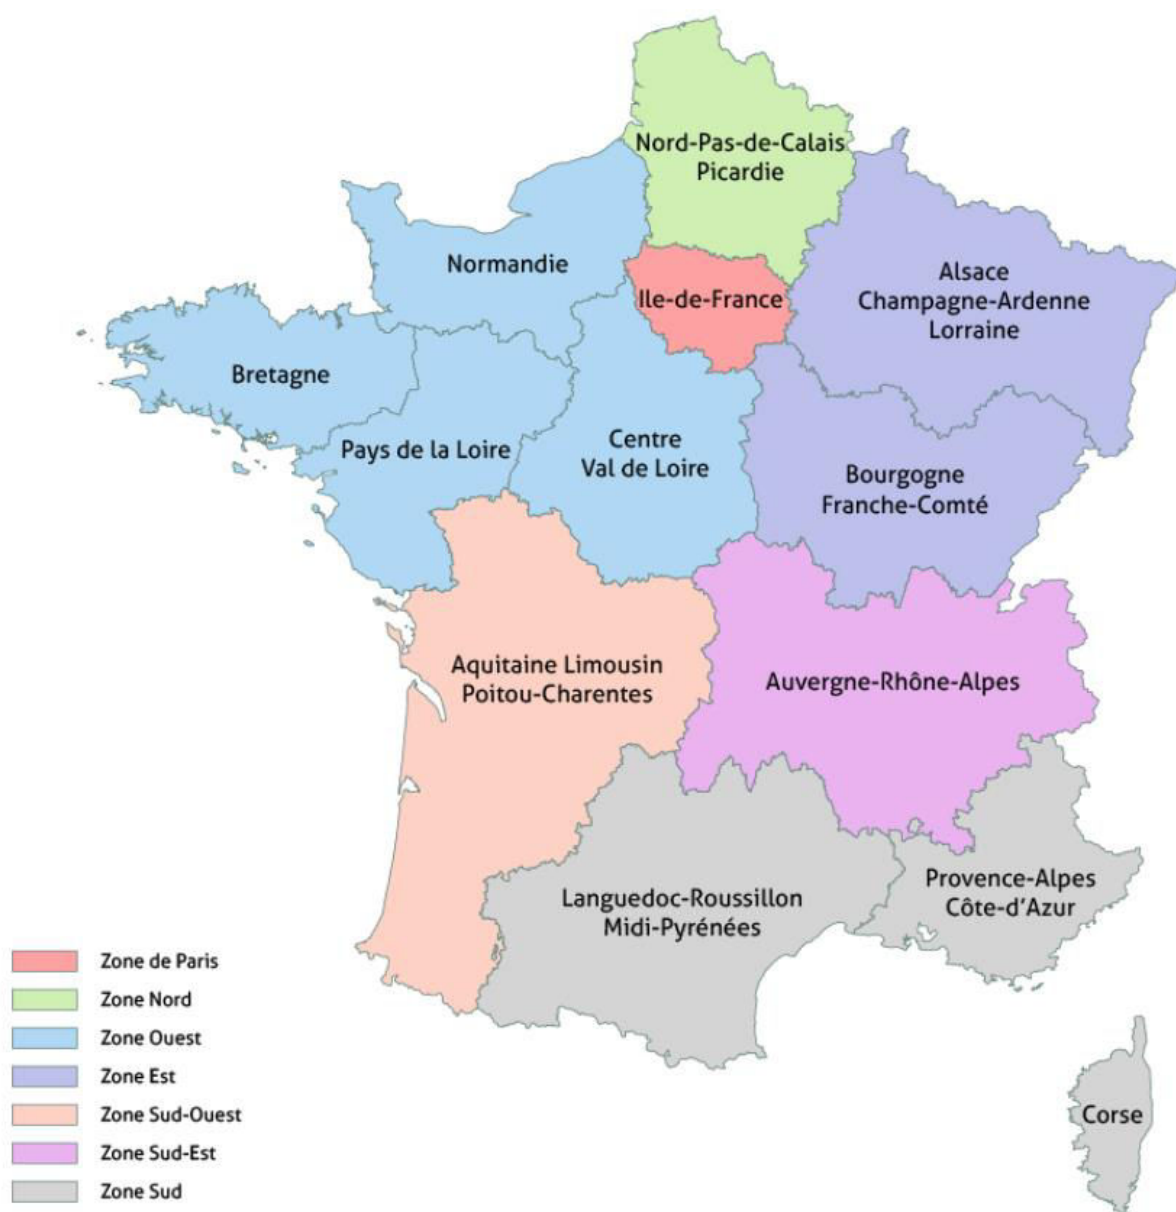 Nord-Pas-de-Calais
Picardie
Normandie
Ile-de-France
Alsace
Champagne-Ardenne
Lorraine
Bretagne
Pays de la Loire
Centre
Val de Loire
Bourgogne
Franche-Comté
Aquitaine Limousin
Poitou-Charentes
Auvergne-Rhône-Alpes
Languedoc-Roussillon
Midi-Pyrénées
Provence-Alpes
Côte-d'Azur
Corse
Zone de Paris
Zone Nord
Zone Ouest
Zone Est
Zone Sud-Ouest
Zone Sud-Est
Zone Sud